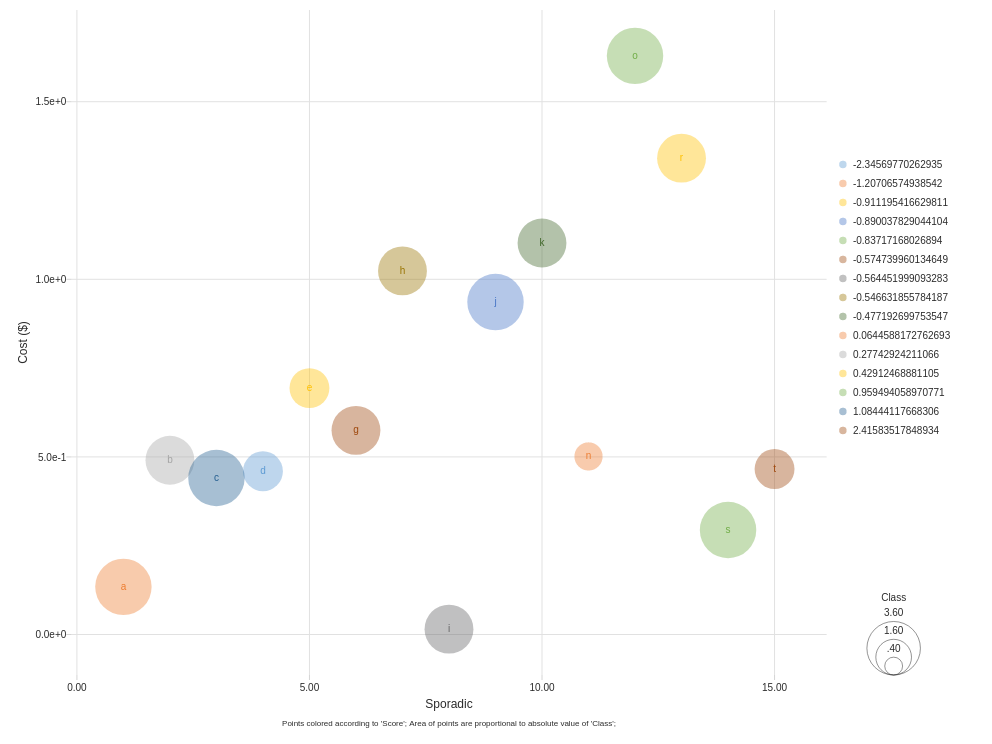 o
1.5e+0
r
-2.34569770262935
-1.20706574938542
-0.911195416629811
-0.890037829044104
-0.83717168026894
-0.574739960134649
-0.564451999093283
-0.546631855784187
-0.477192699753547
0.0644588172762693
0.27742924211066
0.42912468881105
0.959494058970771
1.08444117668306
2.41583517848934
k
h
1.0e+0
j
Cost ($)
e
g
5.0e-1
b
c
d
n
t
s
a
i
0.0e+0
Class
3.60
1.60
.40
0.00
5.00
10.00
15.00
Sporadic
Points colored according to 'Score'; Area of points are proportional to absolute value of 'Class';